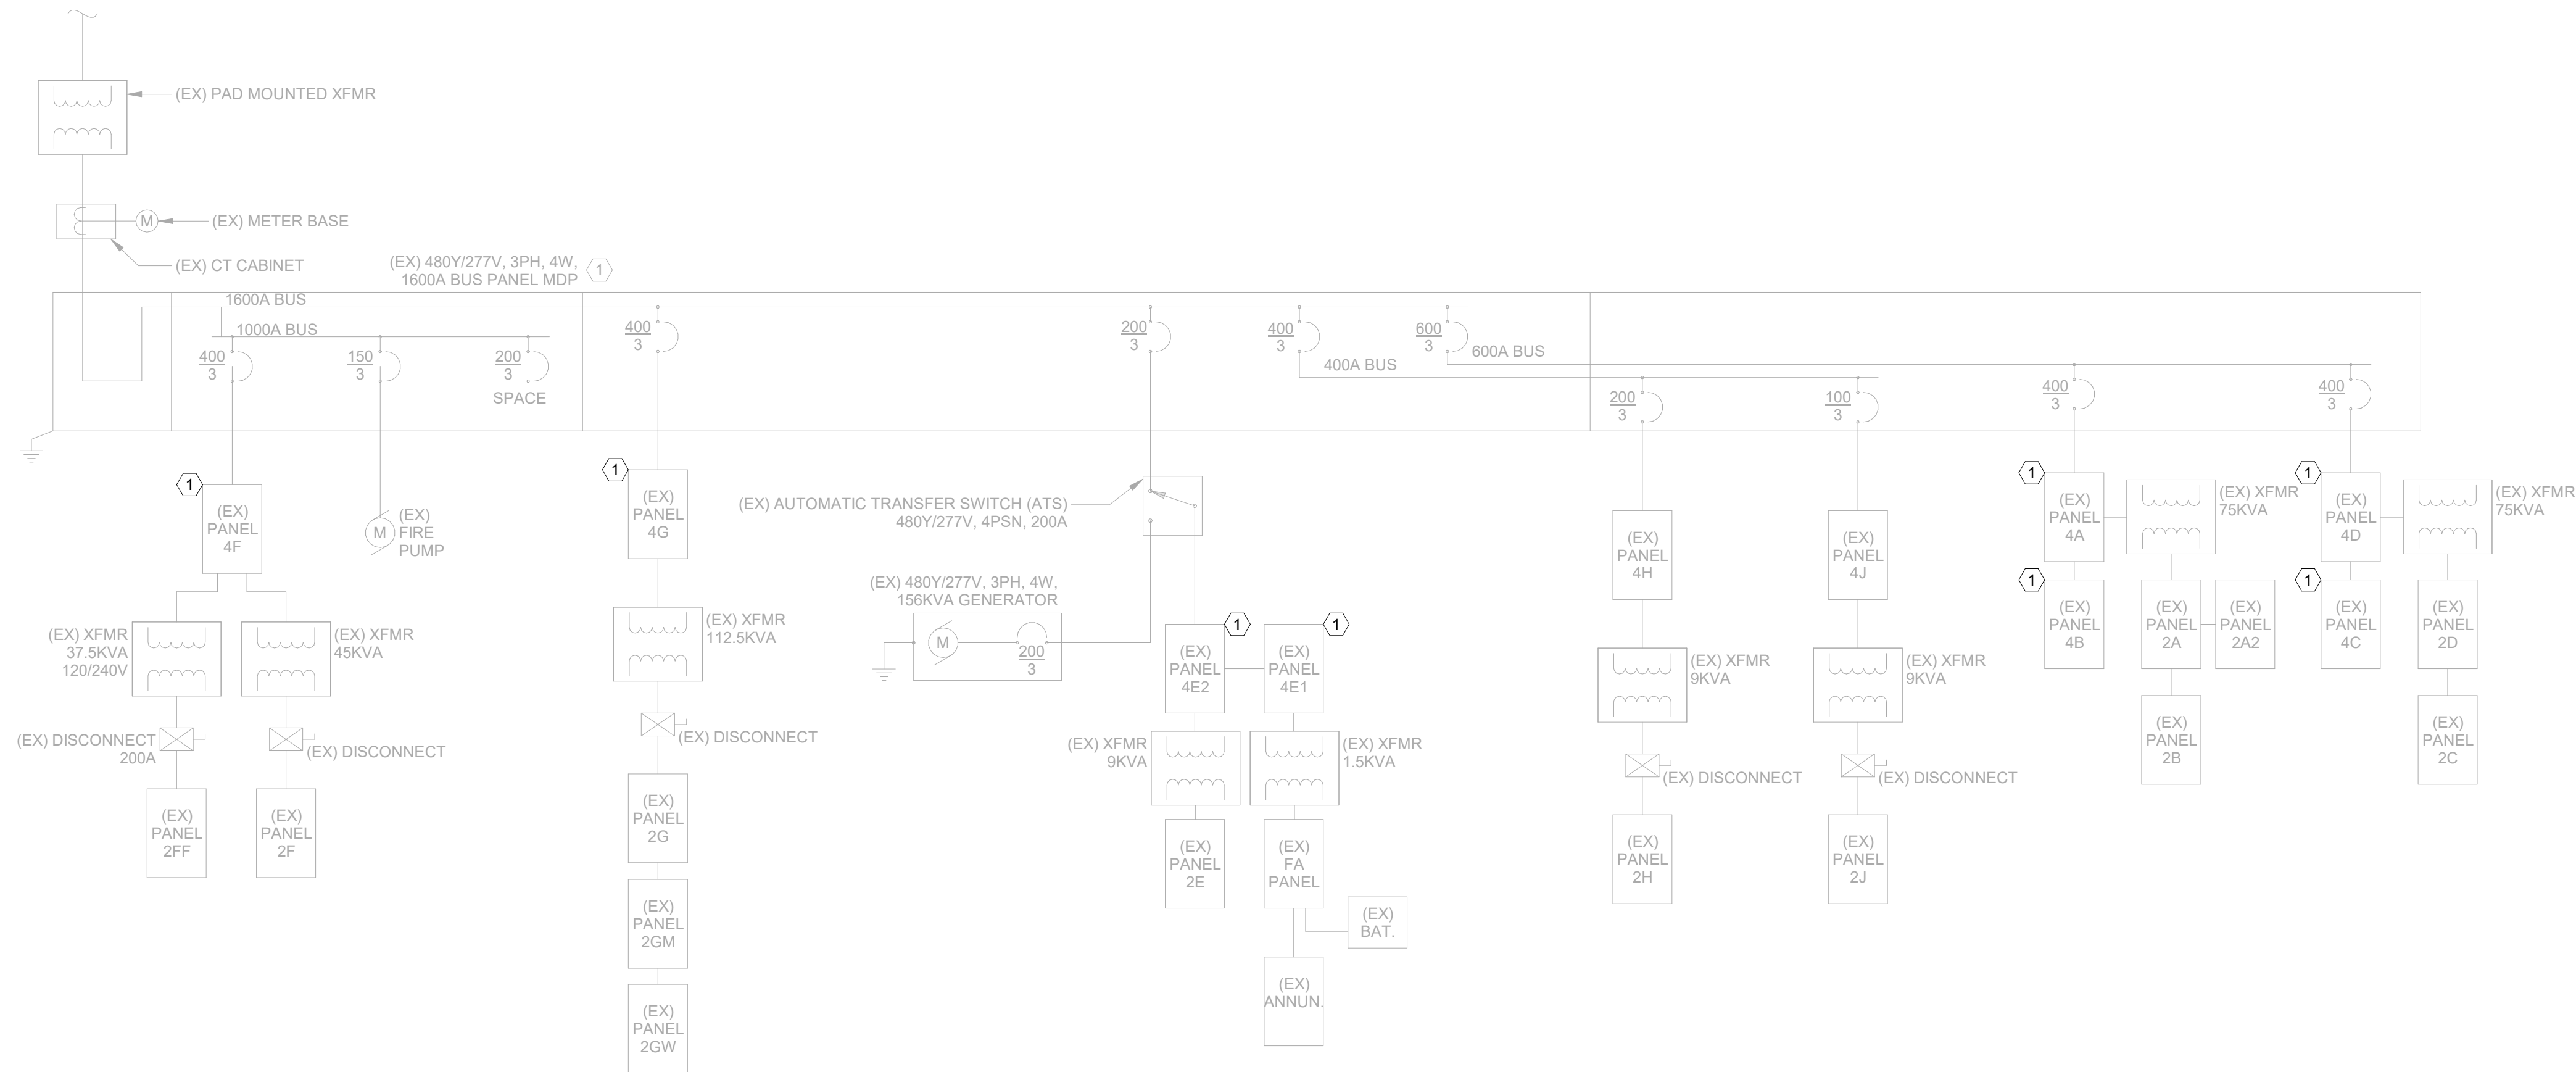 (EX) PAD MOUNTED XFMR
M
(EX) METER BASE
(EX) CT CABINET
(EX) 480Y/277V, 3PH, 4W,
1600A BUS PANEL MDP
1
1600A BUS
1000A BUS
400
3
150
3
200
3
SPACE
400
3
200
3
400
3
600
3
600A BUS
400A BUS
200
3
100
3
400
3
400
3
1
(EX)
PANEL
4F
M
(EX)
FIRE
PUMP
(EX) XFMR
37.5KVA
120/240V
(EX) XFMR
45KVA
(EX) DISCONNECT
200A
(EX) DISCONNECT
(EX)
PANEL
2FF
(EX)
PANEL
2F
1
(EX)
PANEL
4G
(EX) XFMR
112.5KVA
(EX) DISCONNECT
(EX)
PANEL
2G
(EX)
PANEL
2GM
(EX)
PANEL
2GW
(EX) AUTOMATIC TRANSFER SWITCH (ATS)
480Y/277V, 4PSN, 200A
(EX) 480Y/277V, 3PH, 4W,
156KVA GENERATOR
M
200
3
1
(EX)
PANEL
4E2
1
(EX)
PANEL
4E1
(EX) XFMR
9KVA
(EX) XFMR
1.5KVA
(EX)
PANEL
2E
(EX)
FA
PANEL
(EX)
BAT.
(EX)
ANNUN.
(EX)
PANEL
4H
(EX) XFMR
9KVA
(EX) DISCONNECT
(EX)
PANEL
2H
(EX)
PANEL
4J
(EX) XFMR
9KVA
(EX) DISCONNECT
(EX)
PANEL
2J
1
(EX)
PANEL
4A
(EX) XFMR
75KVA
1
(EX)
PANEL
4B
(EX)
PANEL
2A
(EX)
PANEL
2A2
(EX)
PANEL
2B
1
(EX)
PANEL
4D
(EX) XFMR
75KVA
1
(EX)
PANEL
4C
(EX)
PANEL
2D
(EX)
PANEL
2C